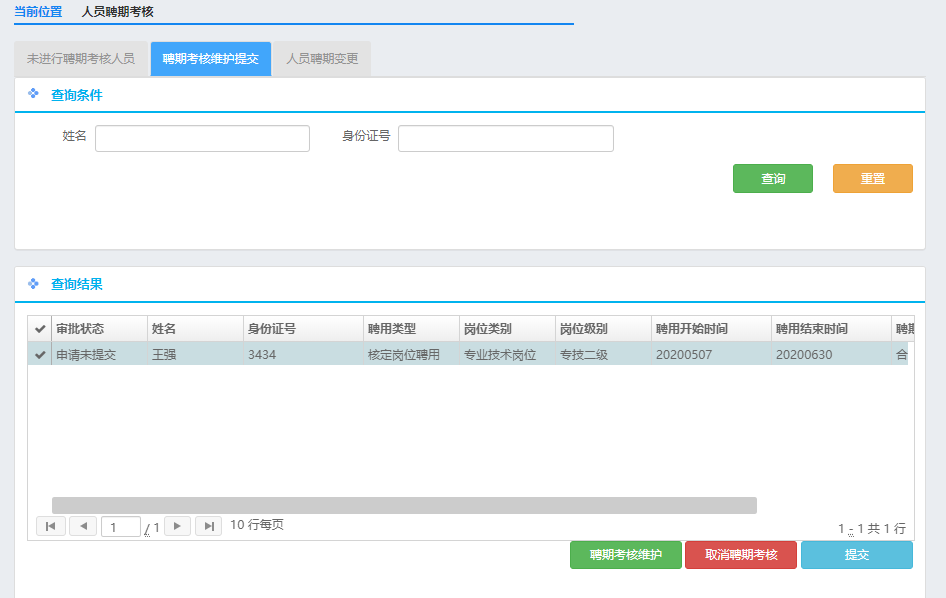 当前位置 人员聘期考核
未进行聘期考核人员 聘期考核维护提交 人员聘期变更
查询条件
姓名 身份证号
查询 重置
查询结果
审批状态 姓名 身份证号 聘用类型 岗位类别 岗位级别 聘用开始时间 聘用结束时间 聘期
申请未提交 王强 3434 核定岗位聘用 专业技术岗位 专技二级 20200507 20200630 合
1 / 1 10 行每页 1 - 1 共 1 行
聘期考核维护 取消聘期考核 提交